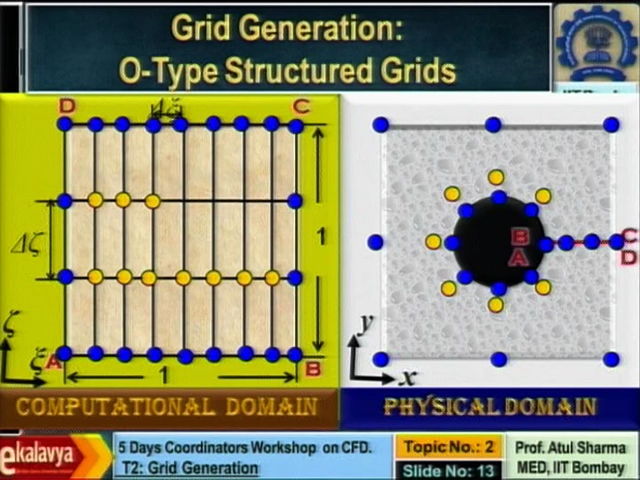 Grid Generation:
O-Type Structured Grids
D
Δξ
C
Δζ
1
ζ
ξ
A
1
B
B
A
C
D
y
x
COMPUTATIONAL DOMAIN
PHYSICAL DOMAIN
ekalavya
5 Days Coordinators Workshop on CFD.
T2: Grid Generation
Topic No.: 2
Slide No: 13
Prof. Atul Sharma
MED, IIT Bombay